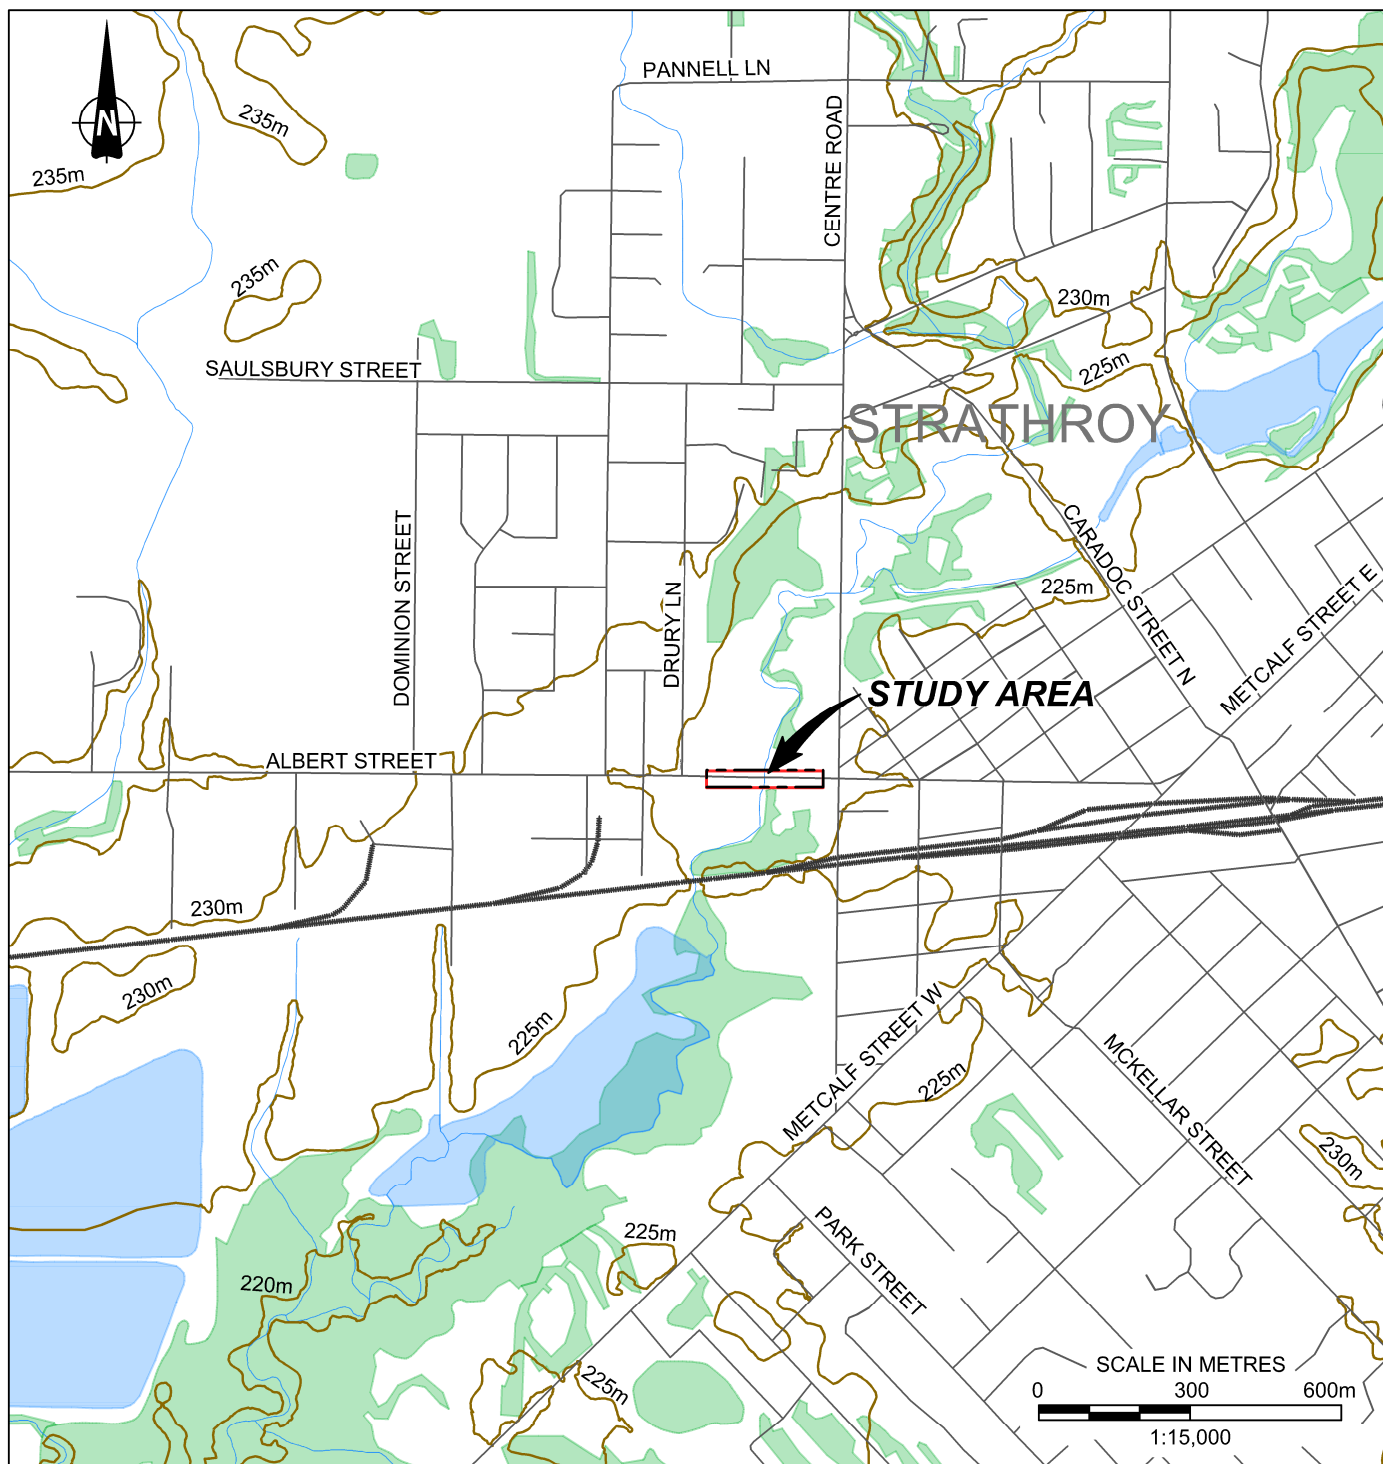 PANNELL LN
N
235m
CENTRE ROAD
235m
235m
230m
SAULSBURY STREET
225m
STRATHROY
DOMINION STREET
CARADOC STREET N
METCALF STREET E
225m
DRURY LN
STUDY AREA
ALBERT STREET
230m
230m
225m
METCALF STREET W
225m
MCKELLAR STREET
230m
PARK STREET
225m
220m
225m
SCALE IN METRES
0 300 600m
1:15,000